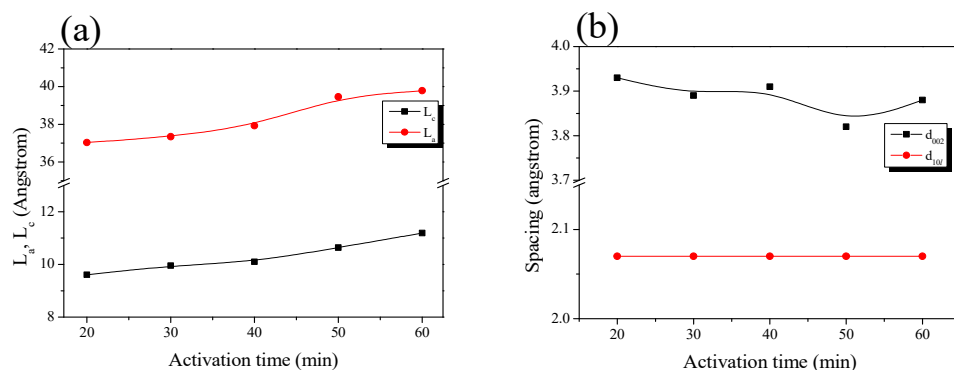 (a)
42
40
38
36
12
10
8
20 30 40 50 60
Activation time (min)
La, Lc (Angstrom)
Lc
La
(b)
4.0
3.9
3.8
3.7
2.1
2.0
20 30 40 50 60
Activation time (min)
Spacing (angstrom)
d002
d10l